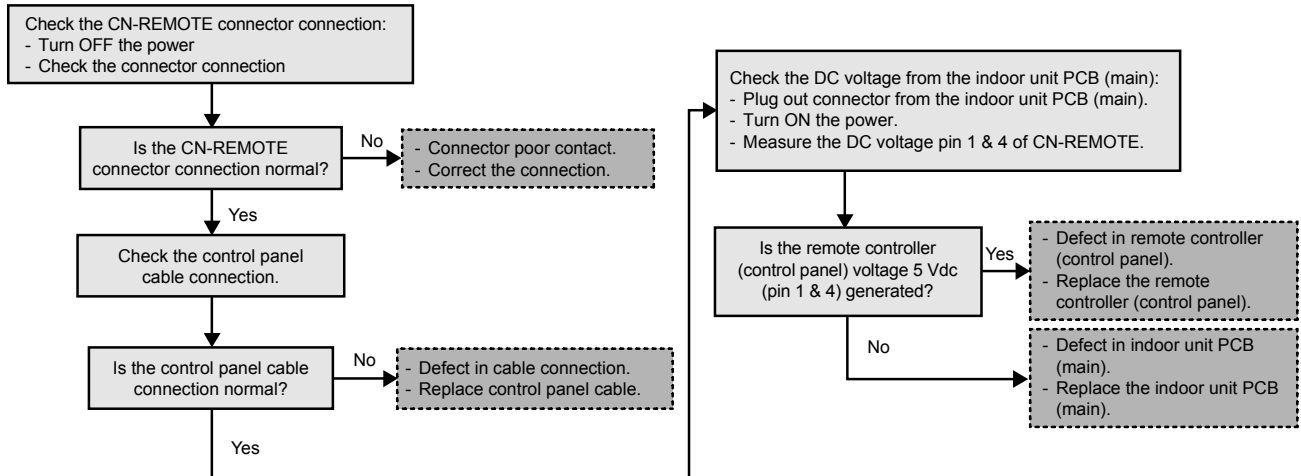 Check the CN-REMOTE connector connection:
- Turn OFF the power
- Check the connector connection
Is the CN-REMOTE
connector connection normal?
No
- Connector poor contact.
- Correct the connection.
Yes
Check the control panel
cable connection.
Is the control panel cable
connection normal?
No
- Defect in cable connection.
- Replace control panel cable.
Yes
Check the DC voltage from the indoor unit PCB (main):
- Plug out connector from the indoor unit PCB (main).
- Turn ON the power.
- Measure the DC voltage pin 1 & 4 of CN-REMOTE.
Is the remote controller
(control panel) voltage 5 Vdc
(pin 1 & 4) generated?
Yes
- Defect in remote controller
(control panel).
- Replace the remote
controller (control panel).
No
- Defect in indoor unit PCB
(main).
- Replace the indoor unit PCB
(main).